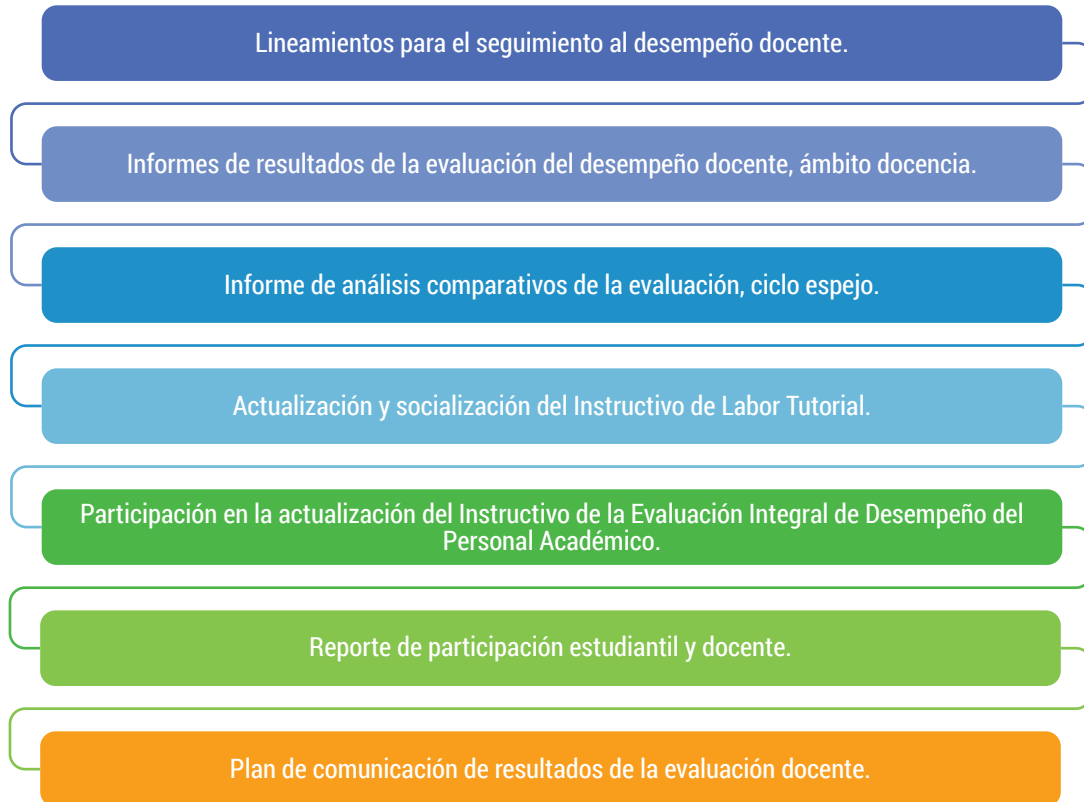 Lineamientos para el seguimiento al desempeño docente.
Informes de resultados de la evaluación del desempeño docente, ámbito docencia.
Informe de análisis comparativos de la evaluación, ciclo espejo.
Actualización y socialización del Instructivo de Labor Tutorial.
Participación en la actualización del Instructivo de la Evaluación Integral de Desempeño del
Personal Académico.
Reporte de participación estudiantil y docente.
Plan de comunicación de resultados de la evaluación docente.